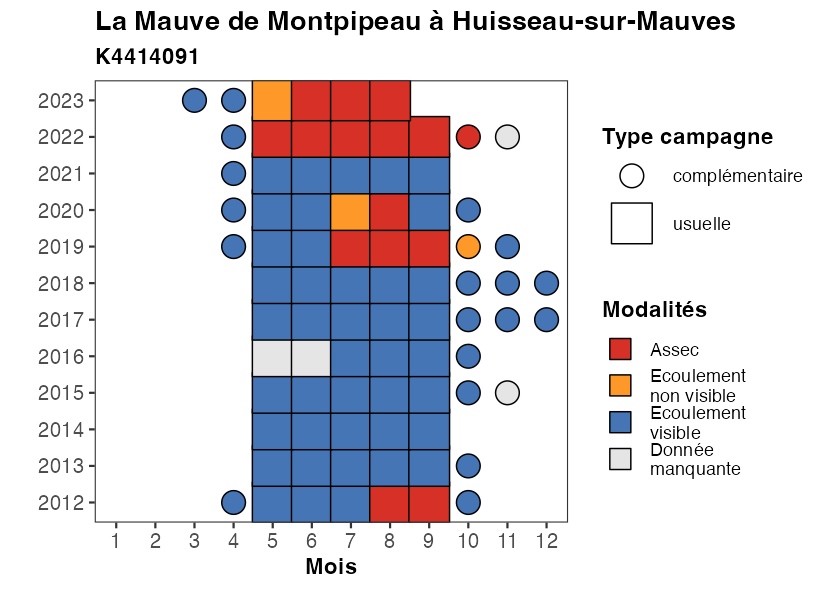 La Mauve de Montpipeau à Huisseau-sur-Mauves
K4414091
2023
2022
2021
2020
2019
2018
2017
2016
2015
2014
2013
2012
1 2 3 4 5 6 7 8 9 10 11 12
Mois
Type campagne
complémentaire
usuelle
Modalités
Assec
Ecoulement
non visible
Ecoulement
visible
Donnée
manquante